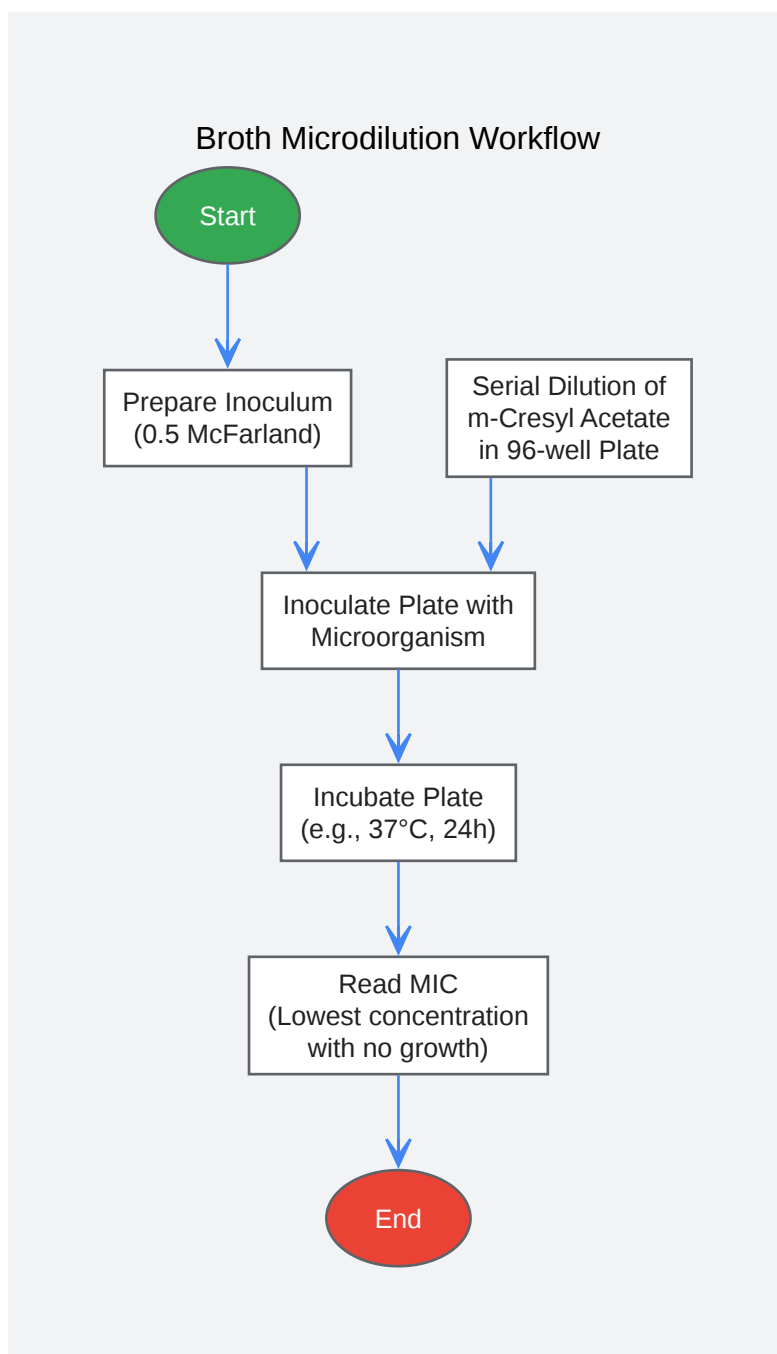 Broth Microdilution Workflow
Start
Prepare Inoculum
(0.5 McFarland)
Serial Dilution of
m-Cresyl Acetate
in 96-well Plate
Inoculate Plate with
Microorganism
Incubate Plate
(e.g., 37°C, 24h)
Read MIC
(Lowest concentration
with no growth)
End